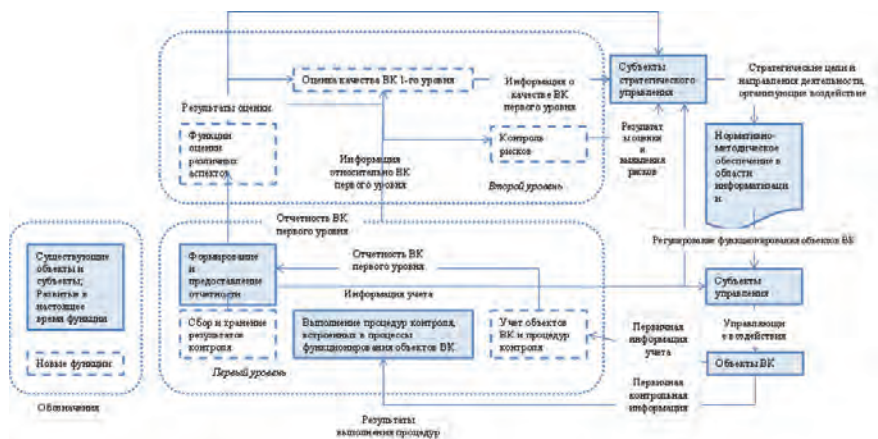 Оценка качества ВК 1-го уровня
Результаты оценки
Функции
оценки
различных
аспектов
Информация
относительно ВК
первого уровня
Информация о
качестве ВК
первого уровня
Контроль
рисков
Второй уровень
Субъекты
стратегического
управления
Результат
ы оценки
и
выявления
рисков
Стратегические цели и
направления деятельности,
организующие воздействие
Нормативно-
методическое
обеспечение в
области
информатизаци
и
Регулирование функционирования объектов ВК
Отчетность ВК
первого уровня
Существующие
объекты и
субъекты;
Развитые в
настоящее
время функции
Новые функции
Обозначения
Формирование
и
предоставление
отчетности
Отчетность ВК
первого уровня
Информация учета
Сбор и хранение
результатов
контроля
Выполнение процедур контроля,
встроенных в процессы
функционирования объектов ВК
Учет объектов
ВК и процедур
контроля
Первый уровень
Первичная
информация
учета
Субъекты
управления
Управляющи
е воздействия
Объекты ВК
Первичная
контрольная
информация
Результаты
выполнения процедур